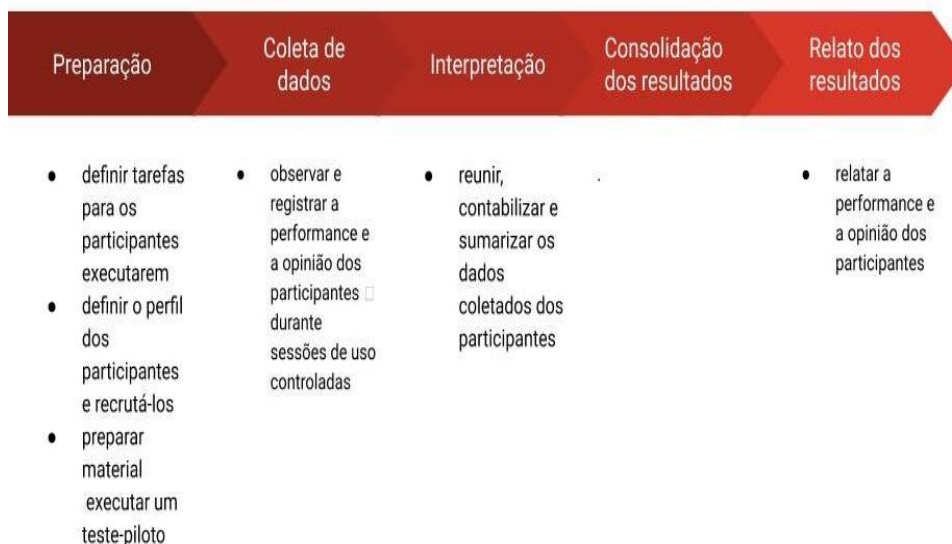 Preparação
Coleta de
dados
Interpretação
Consolidação
dos resultados
Relato dos
resultados
• definir tarefas
para os
participantes
executarem
• definir o perfil
dos
participantes
e recrutá-los
• preparar
material
executar um
teste-piloto
• observar e
registrar a
performance e
a opinião dos
participantes □
durante
sessões de uso
controladas
• reunir,
contabilizar e
sumarizar os
dados
coletados dos
participantes
.
• relatar a
performance e
a opinião dos
participantes